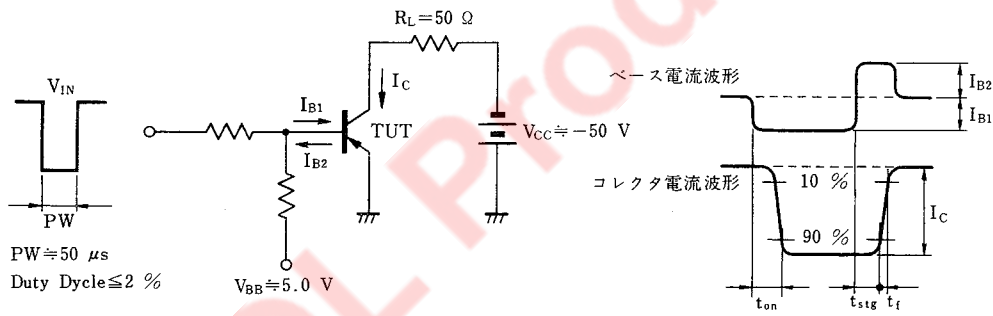 R_L=50 Ω
V_IN
I_C
I_B1
TUT
I_B2
V_CC≒−50 V
PW
PW≒50 μs
Duty Dycle≦2 %
V_BB≒5.0 V
ベース電流波形
I_B2
I_B1
コレクタ電流波形
10 %
90 %
I_C
t_on
t_stg
t_f